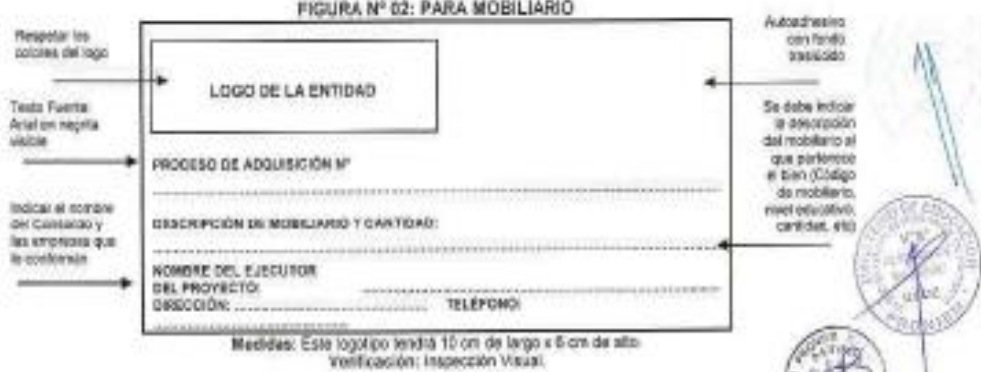 FIGURA Nº 02: PARA MOBILIARIO
Respetar los
colores del logo
Texto Fuente:
Arial en negrita
visible
Indicar el nombre
del Consorcio y
las empresas que
lo conforman
LOGO DE LA ENTIDAD
PROCESO DE ADQUISICIÓN Nº
DESCRIPCIÓN DE MOBILIARIO Y CANTIDAD:
NOMBRE DEL EJECUTOR
DEL PROYECTO:
DIRECCIÓN: TELÉFONO:
Autoadhesivo
con fondo
traslúcido
Se debe indicar
la descripción
del mobiliario al
que pertenece
el bien (Código
de mobiliario,
nivel educativo,
cantidad, etc)
Medidas: Este logotipo tendrá 10 cm de largo x 6 cm de alto.
Verificación: Inspección Visual.